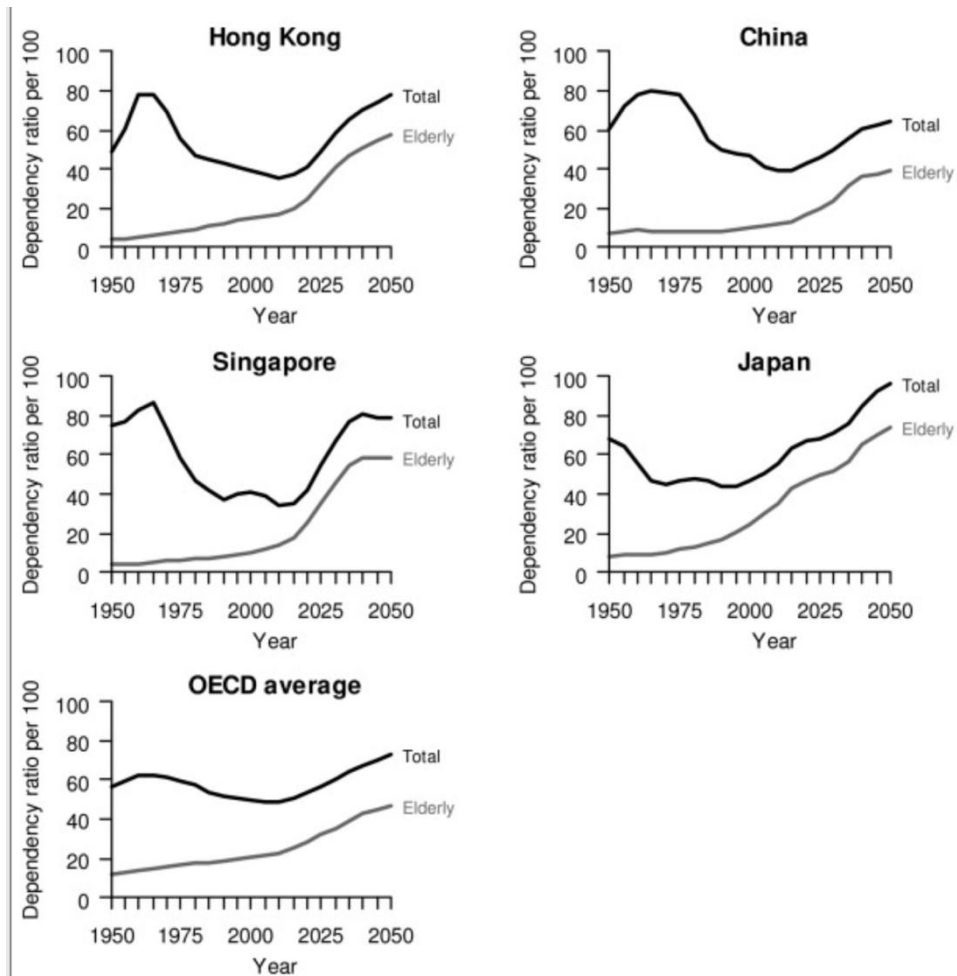 Hong Kong
Dependency ratio per 100
100
80
60
40
20
0
Total
Elderly
1950 1975 2000 2025 2050
Year
China
Dependency ratio per 100
100
80
60
40
20
0
Total
Elderly
1950 1975 2000 2025 2050
Year
Singapore
Dependency ratio per 100
100
80
60
40
20
0
Total
Elderly
1950 1975 2000 2025 2050
Year
Japan
Dependency ratio per 100
100
80
60
40
20
0
Total
Elderly
1950 1975 2000 2025 2050
Year
OECD average
Dependency ratio per 100
100
80
60
40
20
0
Total
Elderly
1950 1975 2000 2025 2050
Year